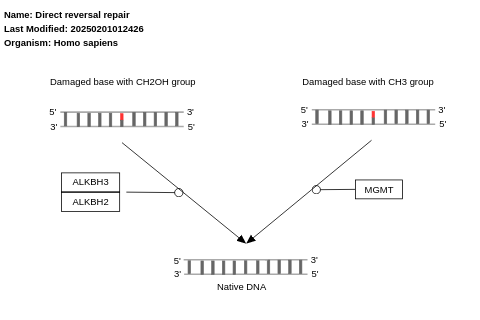 Name: Direct reversal repair
Last Modified: 20250201012426
Organism: Homo sapiens
Damaged base with CH2OH group
Damaged base with CH3 group
5' 3'
3' 5'
5' 3'
3' 5'
ALKBH3
ALKBH2
MGMT
5' 3'
3' 5'
Native DNA